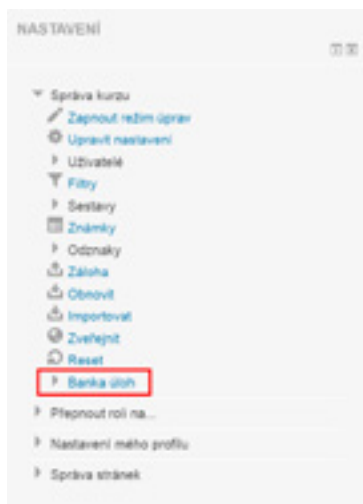 NASTAVENÍ
Správa kurzu
Zapnout režim úprav
Upravit nastavení
Uživatelé
Filtry
Sestavy
Známky
Odznaky
Záloha
Obnovit
Importovat
Zveřejnit
Reset
Banka úloh
Přepnout roli na...
Nastavení mého profilu
Správa stránek